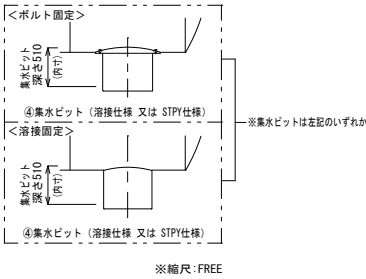 <ボルト固定>
集水ピット
深さ510
(内寸)
④集水ピット (溶接仕様 又は STPY仕様)
<溶接固定>
集水ピット
深さ510
(内寸)
④集水ピット (溶接仕様 又は STPY仕様)
※集水ピットは左記のいずれか
※縮尺:FREE